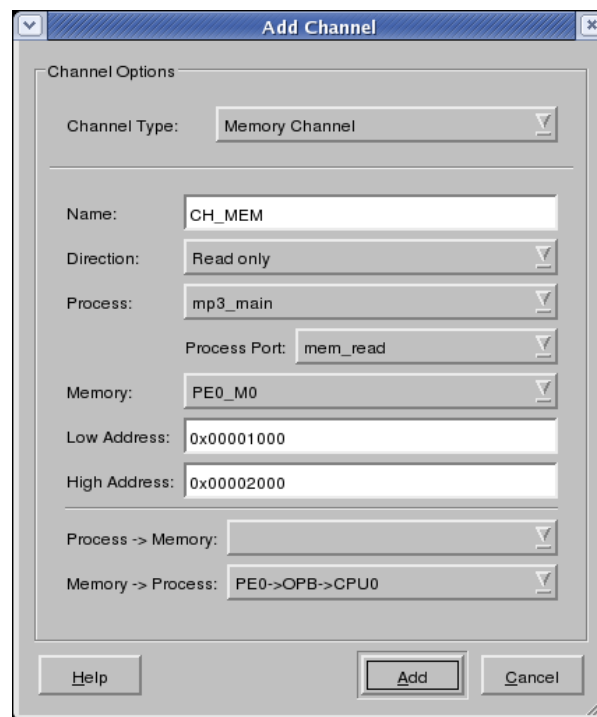 Add Channel
Channel Options
Channel Type: Memory Channel
Name: CH_MEM
Direction: Read only
Process: mp3_main
Process Port: mem_read
Memory: PE0_M0
Low Address: 0x00001000
High Address: 0x00002000
Process -> Memory:
Memory -> Process: PE0->OPB->CPU0
Help Add Cancel